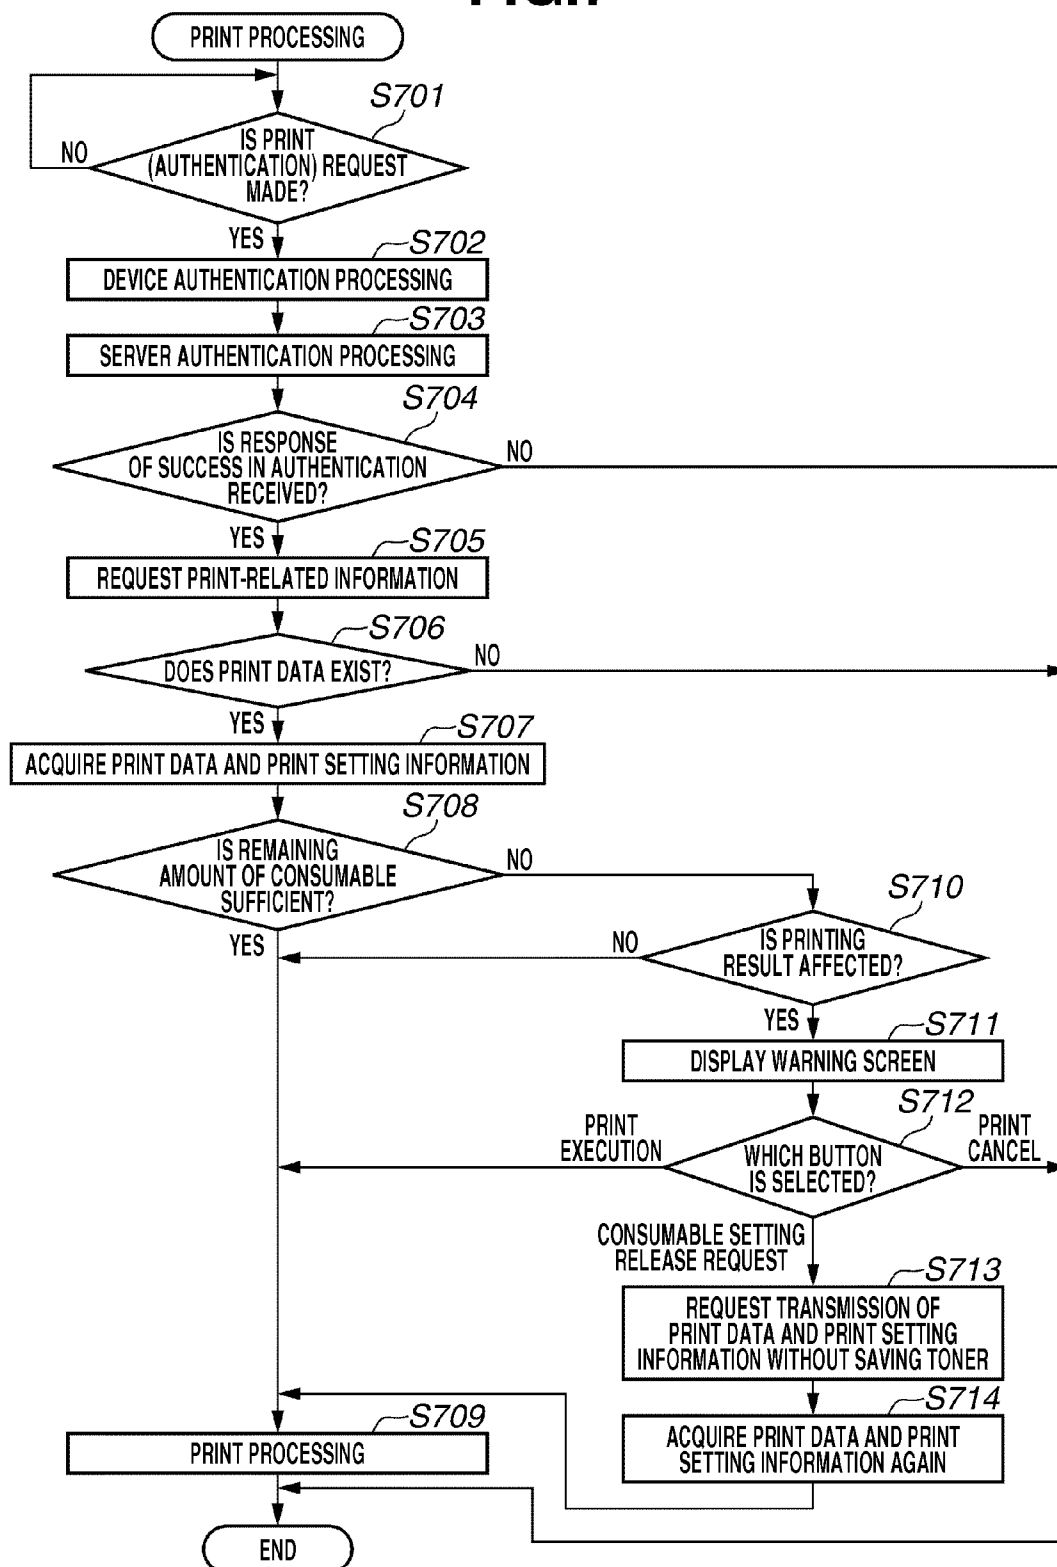 PRINT PROCESSING
S701
IS PRINT
(AUTHENTICATION) REQUEST
MADE?
NO
YES
S702
DEVICE AUTHENTICATION PROCESSING
S703
SERVER AUTHENTICATION PROCESSING
S704
IS RESPONSE
OF SUCCESS IN AUTHENTICATION
RECEIVED?
NO
YES
S705
REQUEST PRINT-RELATED INFORMATION
S706
DOES PRINT DATA EXIST?
NO
YES
S707
ACQUIRE PRINT DATA AND PRINT SETTING INFORMATION
S708
IS REMAINING
AMOUNT OF CONSUMABLE
SUFFICIENT?
NO
YES
S710
IS PRINTING
RESULT AFFECTED?
NO
YES
S711
DISPLAY WARNING SCREEN
S712
WHICH BUTTON
IS SELECTED?
PRINT
EXECUTION
PRINT
CANCEL
CONSUMABLE SETTING
RELEASE REQUEST
S713
REQUEST TRANSMISSION OF
PRINT DATA AND PRINT SETTING
INFORMATION WITHOUT SAVING TONER
S714
ACQUIRE PRINT DATA AND PRINT
SETTING INFORMATION AGAIN
S709
PRINT PROCESSING
END